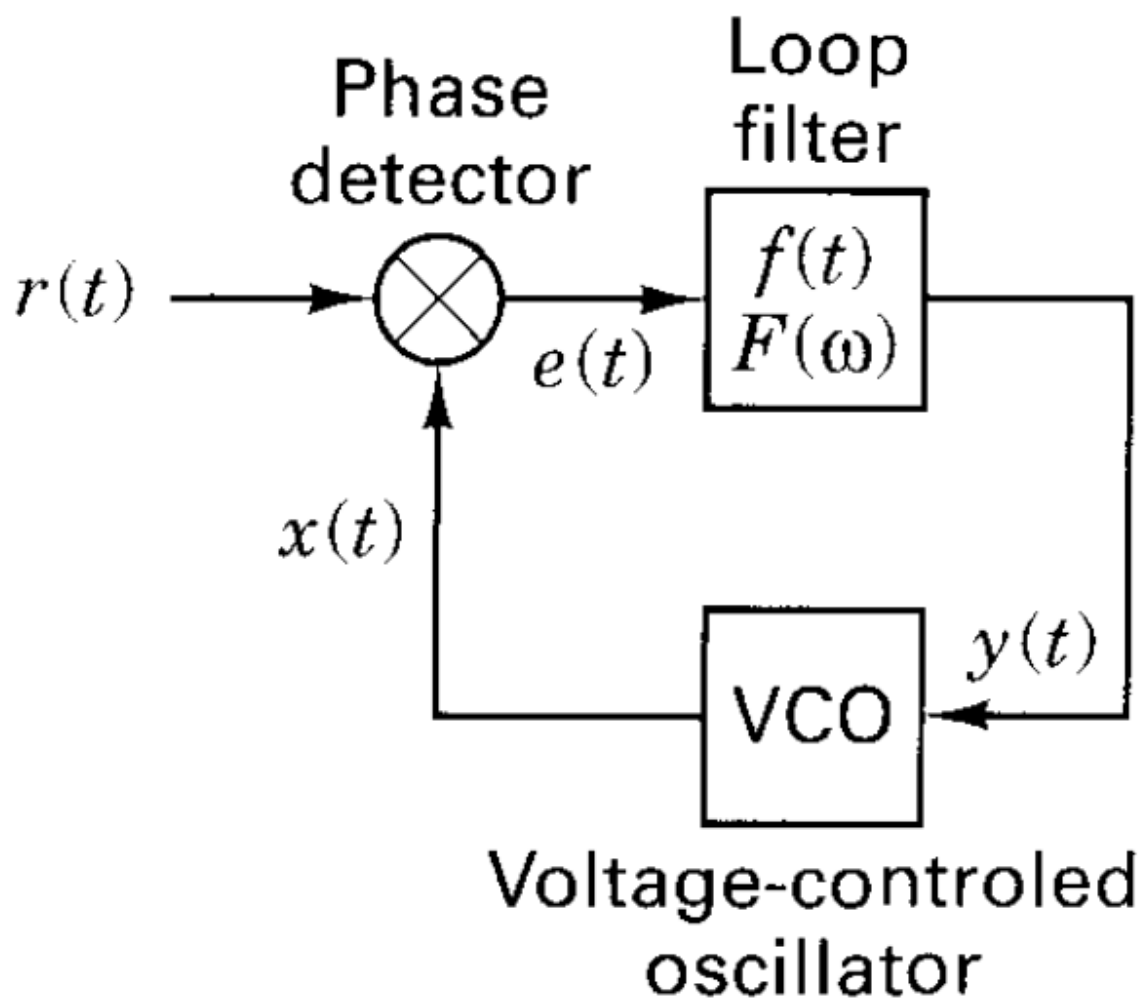 Phase
detector
Loop
filter
r(t)
f(t)
F(ω)
e(t)
x(t)
y(t)
VCO
Voltage-controled
oscillator